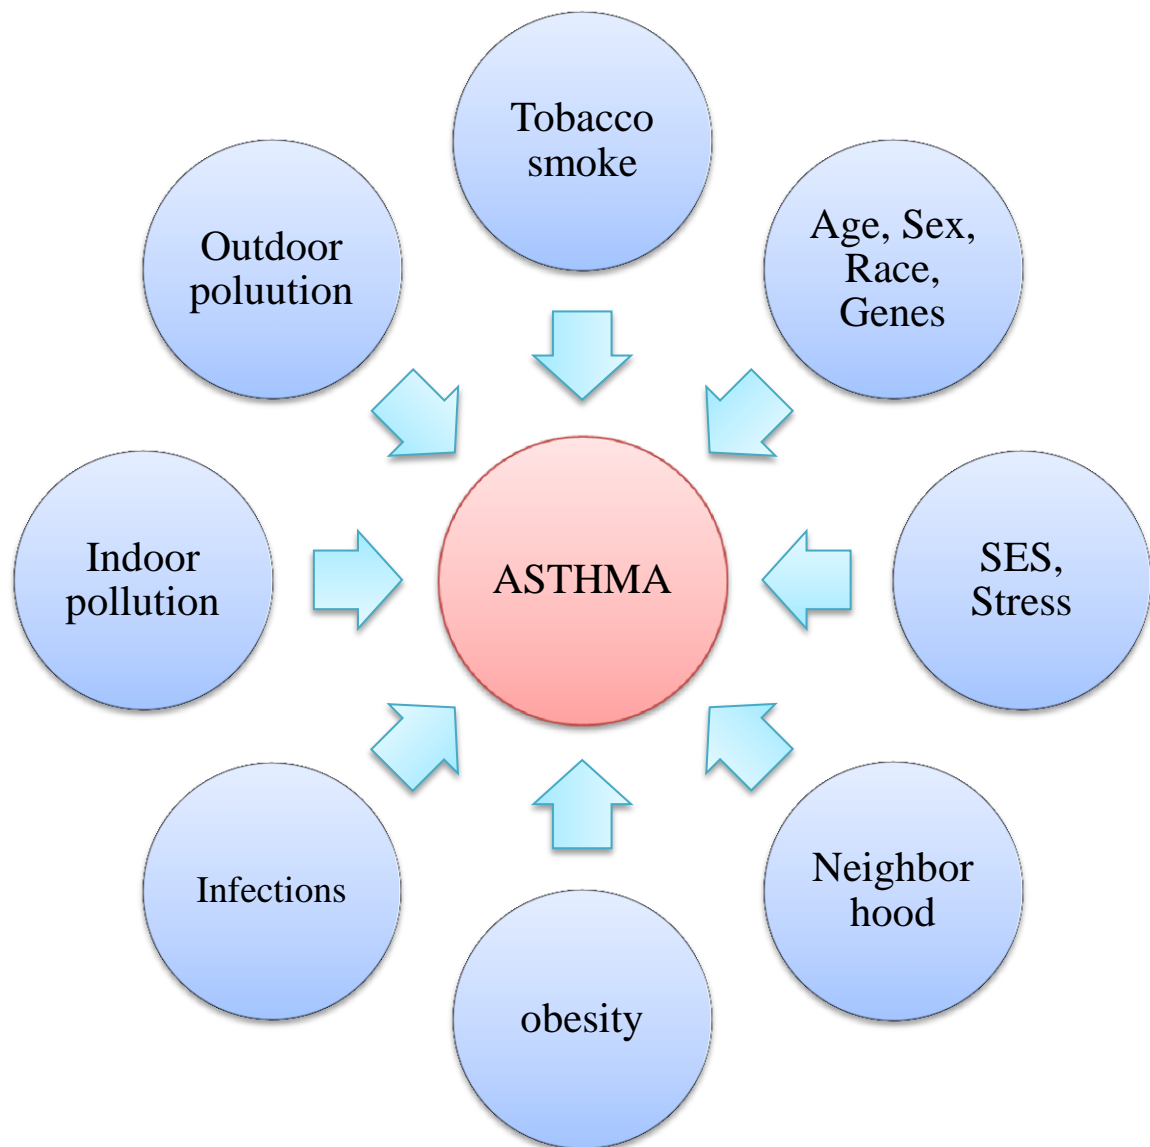 Tobacco
smoke
Age, Sex,
Race,
Genes
SES,
Stress
Neighbor
hood
obesity
Infections
Indoor
pollution
Outdoor
poluution
ASTHMA